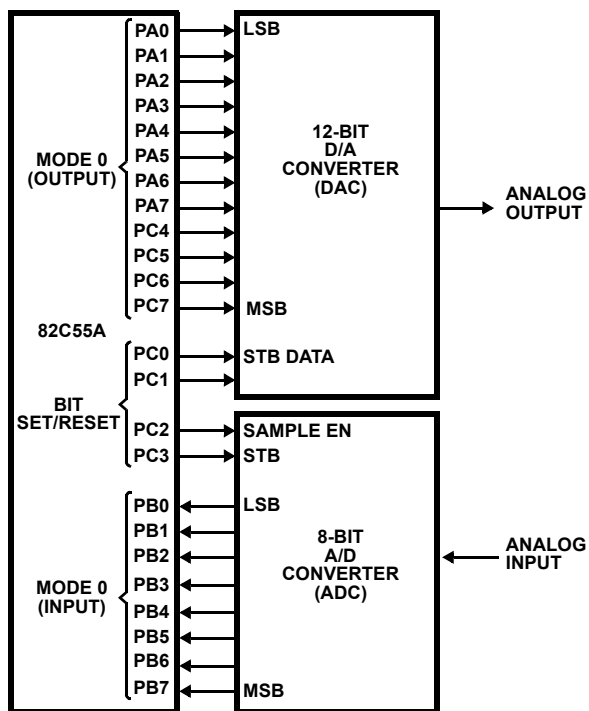 PA0 LSB
PA1
PA2
PA3
PA4
PA5
PA6
PA7
PC4
PC5
PC6
PC7 MSB
MODE 0
(OUTPUT)
12-BIT
D/A
CONVERTER
(DAC)
ANALOG
OUTPUT
82C55A
PC0 STB DATA
PC1
PC2 SAMPLE EN
PC3 STB
BIT
SET/RESET
PB0 LSB
PB1
PB2
PB3
PB4
PB5
PB6
PB7 MSB
MODE 0
(INPUT)
8-BIT
A/D
CONVERTER
(ADC)
ANALOG
INPUT